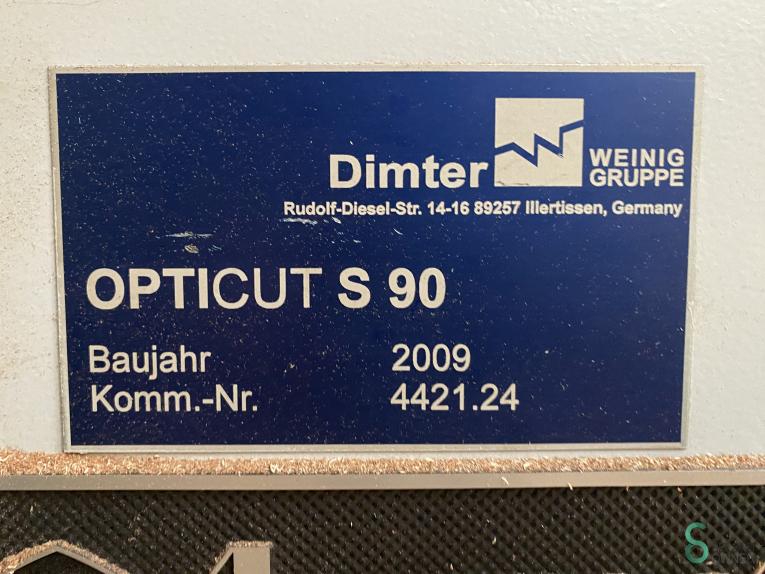 Dimter
WEINIG
GRUPPE
Rudolf-Diesel-Str. 14-16 89257 Illertissen, Germany
OPTICUT S 90
Baujahr 2009
Komm.-Nr. 4421.24